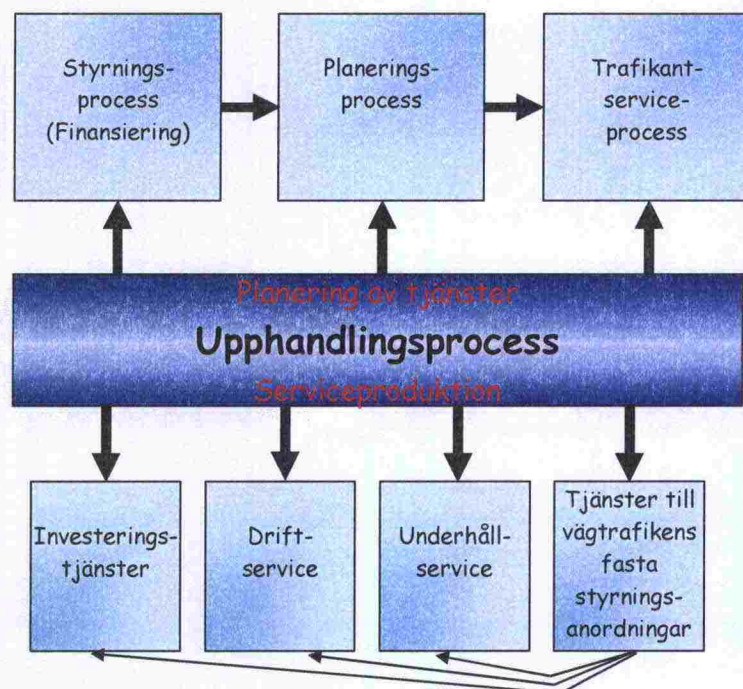 Styrnings-
process
(Finansiering)
Planerings-
process
Trafikant-
service-
process
Planering av tjänster
Upphandlingsprocess
Serviceproduktion
Investerings-
tjänster
Drift-
service
Underhåll-
service
Tjänster till
vägtrafikens
fasta
styrnings-
anordningar